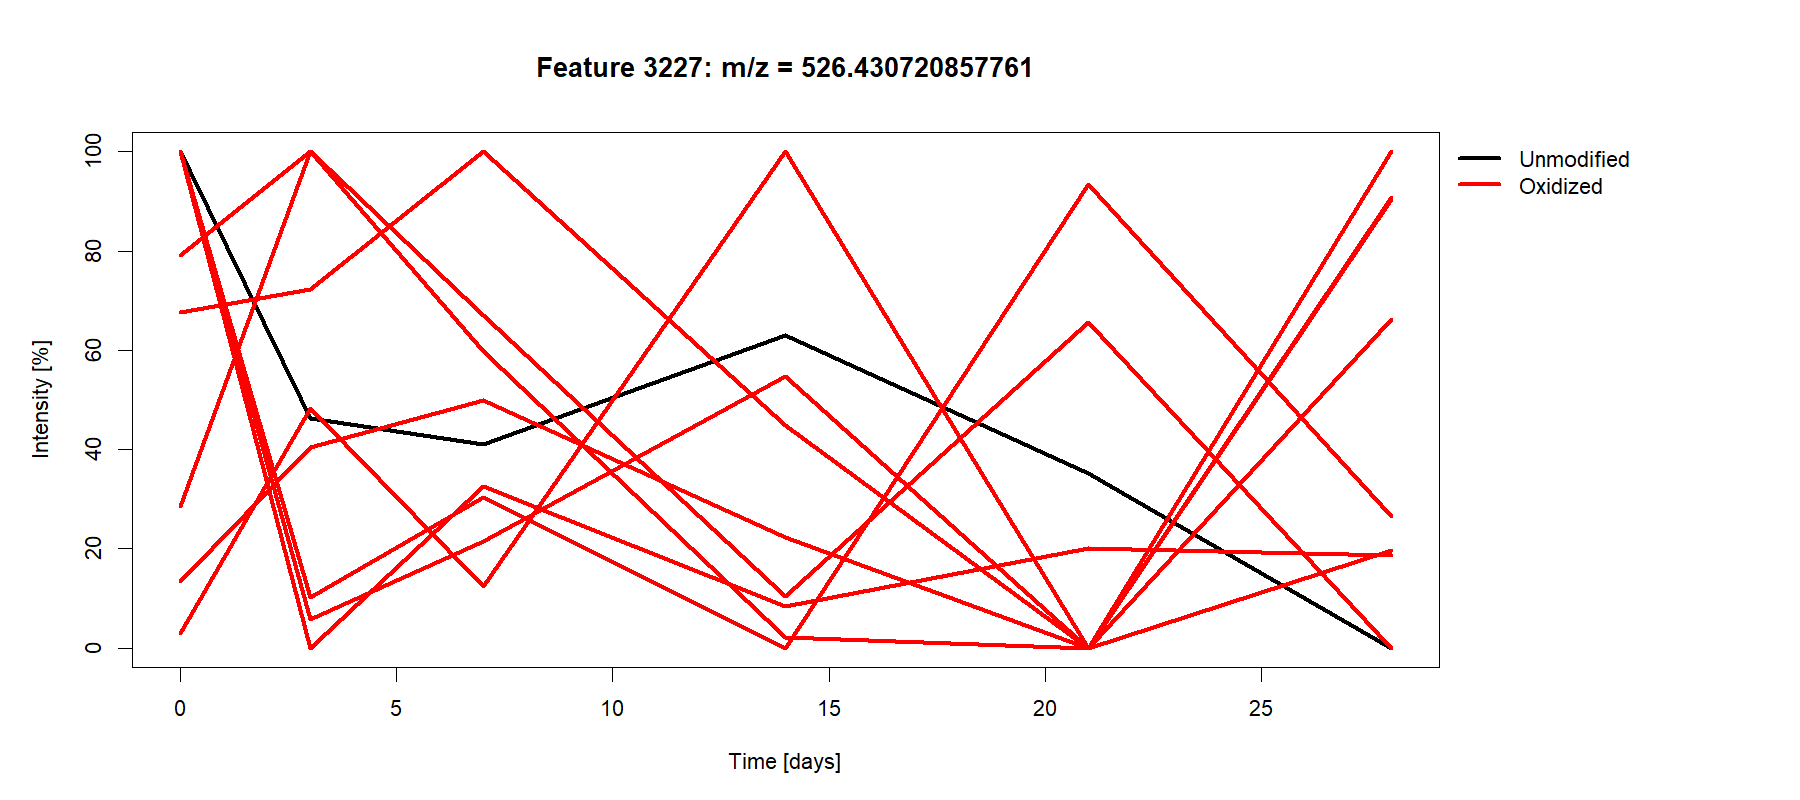 Feature 3227: m/z = 526.430720857761
Unmodified
Oxidized
Intensity [%]
100
80
60
40
20
0
0 5 10 15 20 25
Time [days]